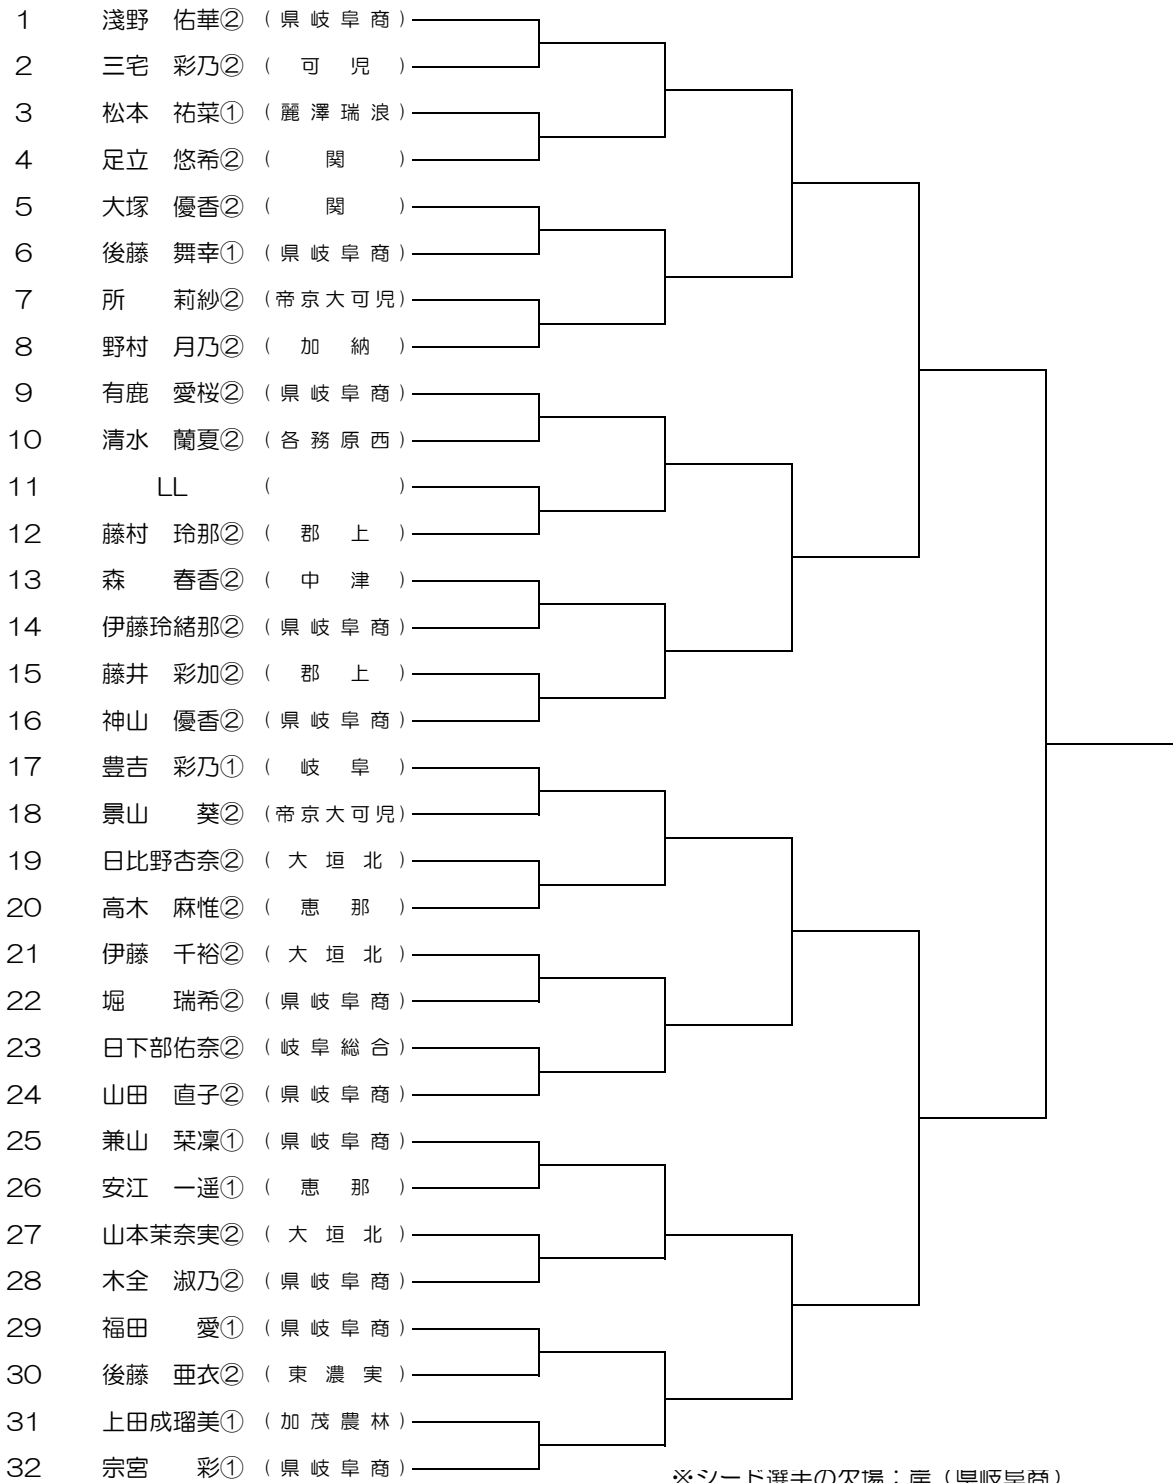 1 淺野 佑華② (県岐阜商)
2 三宅 彩乃② (可児)
3 松本 祐菜① (麗澤瑞浪)
4 足立 悠希② (関)
5 大塚 優香② (関)
6 後藤 舞幸① (県岐阜商)
7 所 莉紗② (帝京大可児)
8 野村 月乃② (加納)
9 有鹿 愛桜② (県岐阜商)
10 清水 蘭夏② (各務原西)
11 LL ( )
12 藤村 玲那② (郡上)
13 森 春香② (中津)
14 伊藤玲緒那② (県岐阜商)
15 藤井 彩加② (郡上)
16 神山 優香② (県岐阜商)
17 豊吉 彩乃① (岐阜)
18 景山 葵② (帝京大可児)
19 日比野杏奈② (大垣北)
20 高木 麻惟② (恵那)
21 伊藤 千裕② (大垣北)
22 堀 瑞希② (県岐阜商)
23 日下部佑奈② (岐阜総合)
24 山田 直子② (県岐阜商)
25 兼山 栞凜① (県岐阜商)
26 安江 一遥① (恵那)
27 山本茉奈実② (大垣北)
28 木全 淑乃② (県岐阜商)
29 福田 愛① (県岐阜商)
30 後藤 亜衣② (東濃実)
31 上田成瑠美① (加茂農林)
32 宗宮 彩① (県岐阜商)
※シード選手の欠場：岸（県岐阜商）